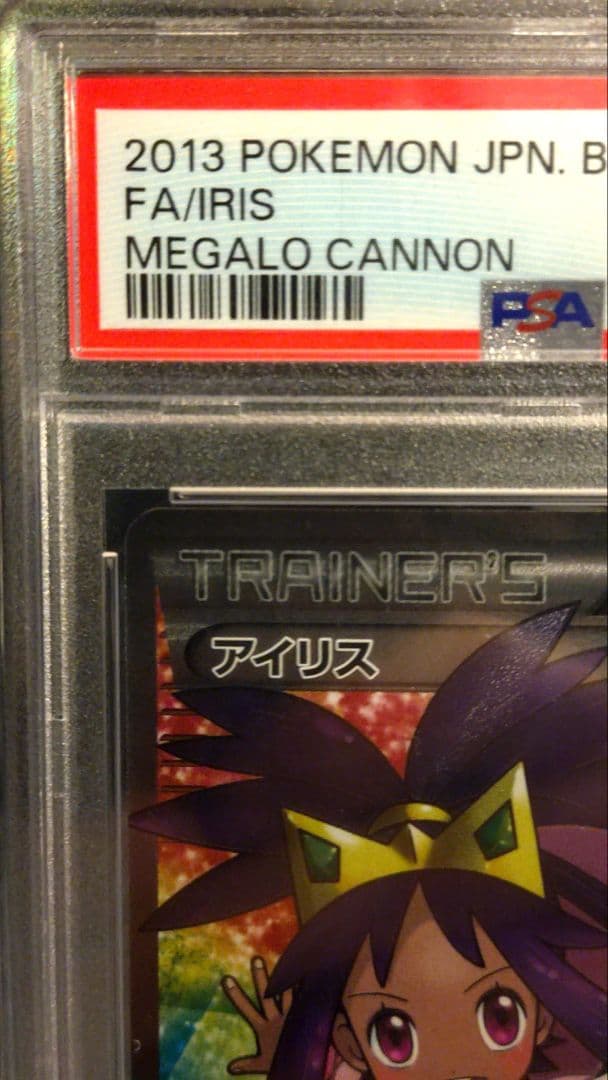 2013 POKEMON JPN. B
FA/IRIS
MEGALO CANNON
PSA
TRAINER'S
アイリス